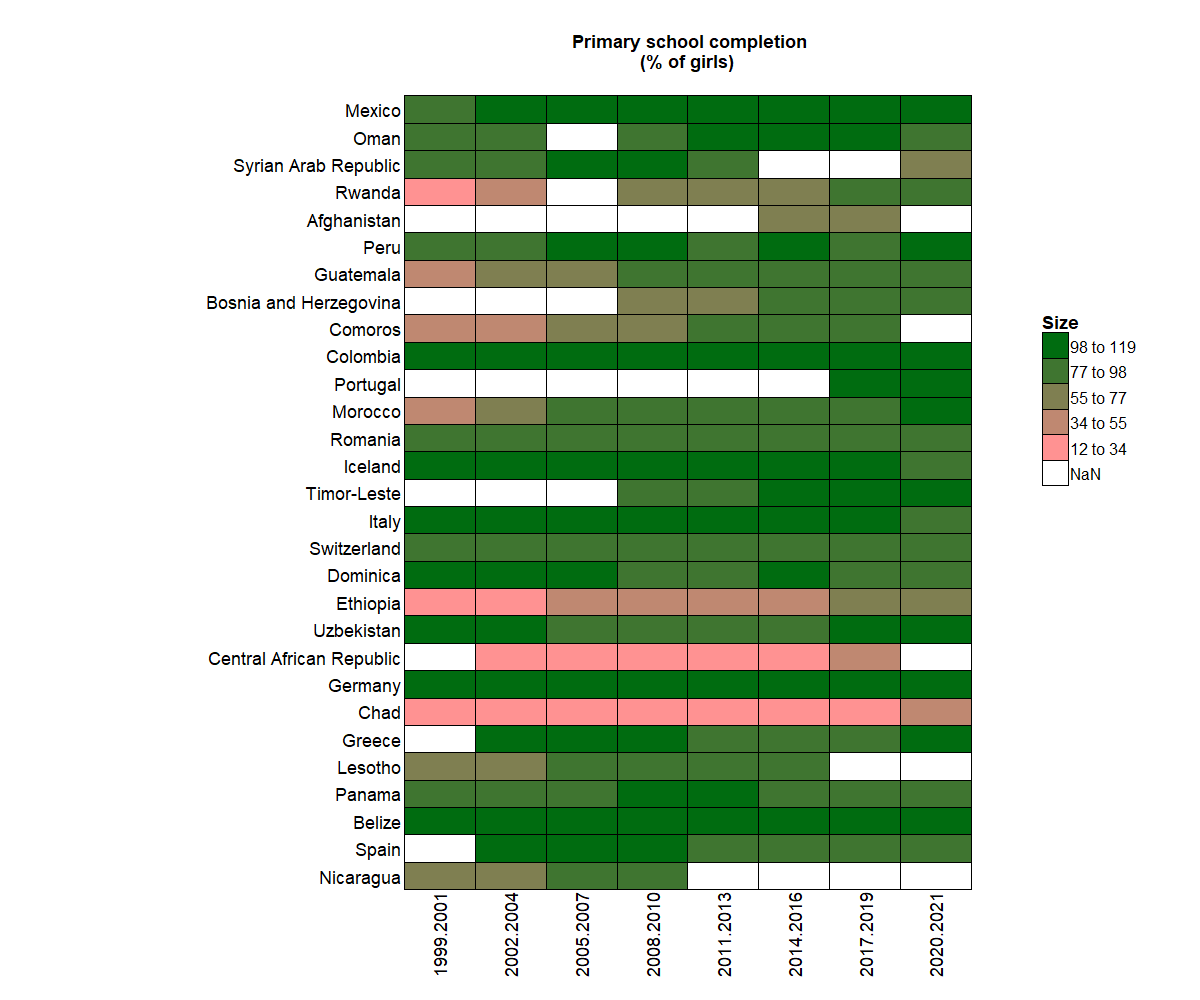 Primary school completion
(% of girls)
Mexico
Oman
Syrian Arab Republic
Rwanda
Afghanistan
Peru
Guatemala
Bosnia and Herzegovina
Comoros
Colombia
Portugal
Morocco
Romania
Iceland
Timor-Leste
Italy
Switzerland
Dominica
Ethiopia
Uzbekistan
Central African Republic
Germany
Chad
Greece
Lesotho
Panama
Belize
Spain
Nicaragua
1999.2001
2002.2004
2005.2007
2008.2010
2011.2013
2014.2016
2017.2019
2020.2021
Size
98 to 119
77 to 98
55 to 77
34 to 55
12 to 34
NaN